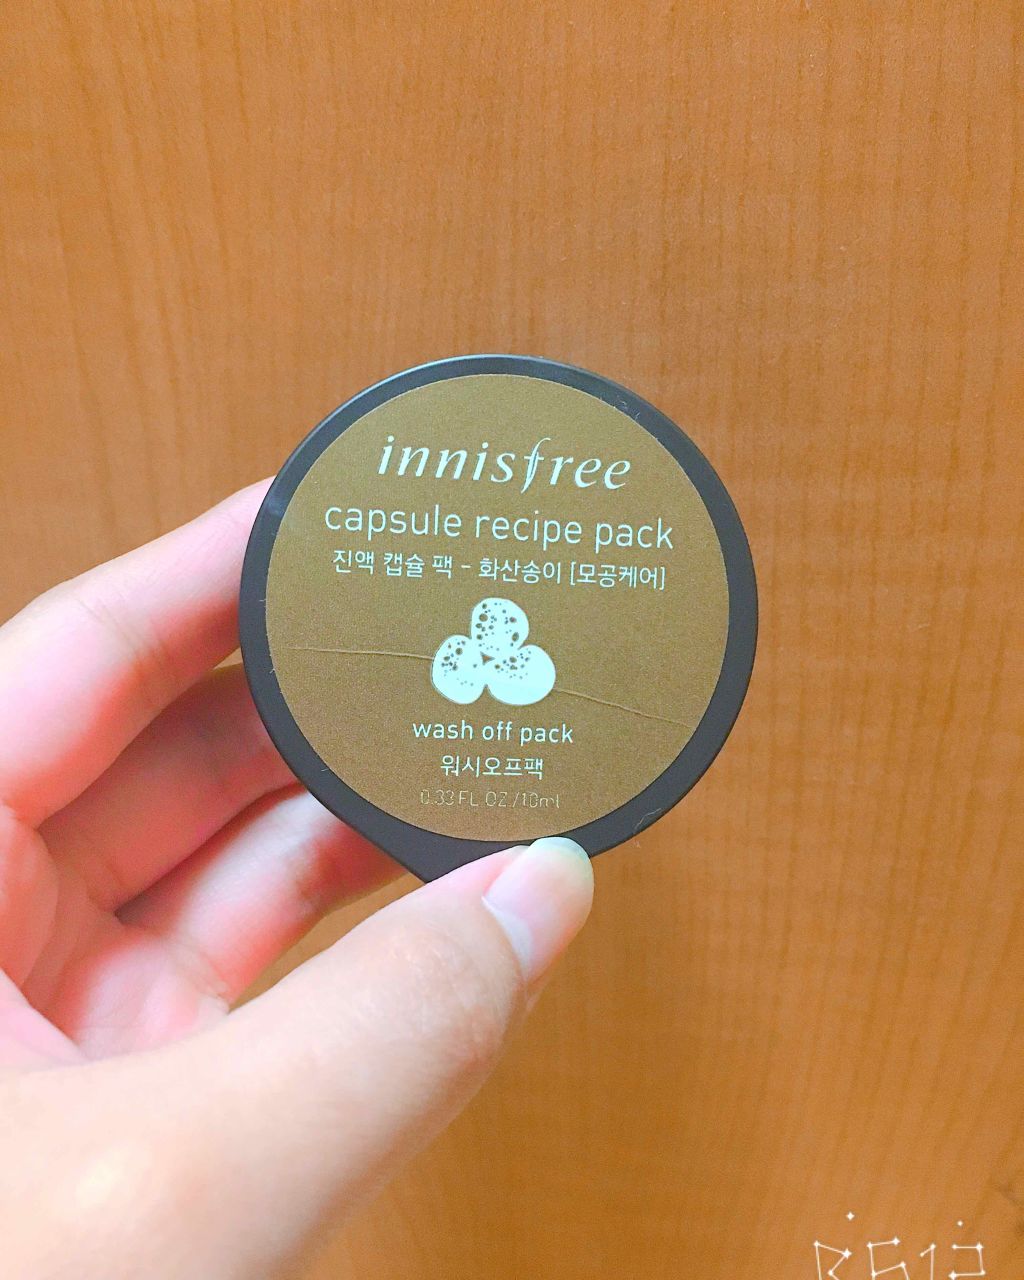 innisfree
capsule recipe pack
진액 캡슐 팩 - 화산송이 [모공케어]
wash off pack
워시오프팩
0.33 FL OZ / 10ml
B612